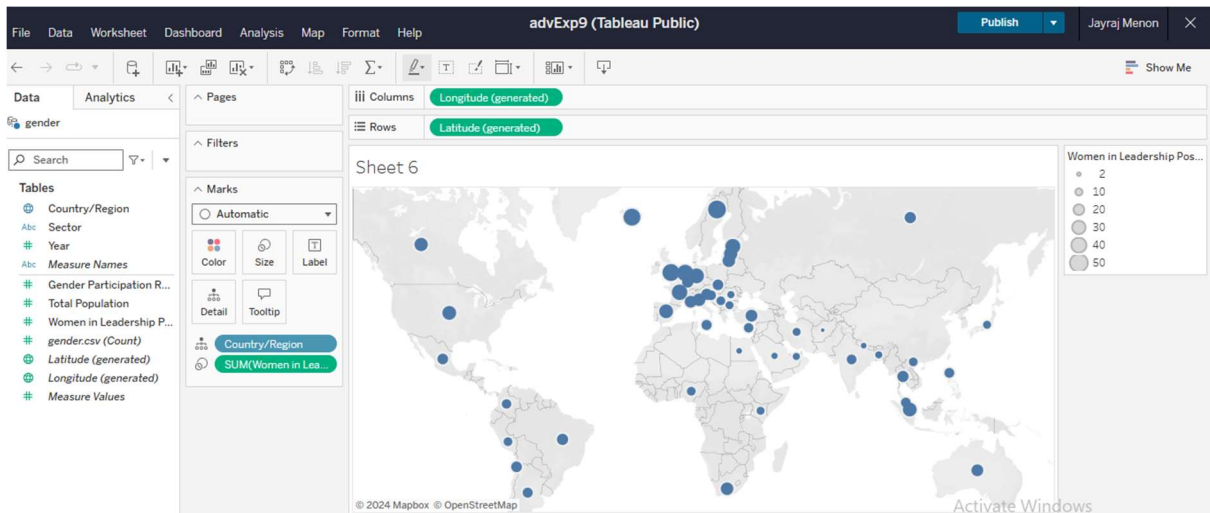 advExp9 (Tableau Public)
Publish
Jayraj Menon
File Data Worksheet Dashboard Analysis Map Format Help
Show Me
Data Analytics
gender
Search
Tables
Country/Region
Abc Sector
# Year
Abc Measure Names
# Gender Participation R...
# Total Population
# Women in Leadership P...
# gender.csv (Count)
Latitude (generated)
# Longitude (generated)
# Measure Values
Pages
Filters
Marks
Automatic
Color Size Label
Detail Tooltip
Country/Region
SUM(Women in Lea...
Columns Longitude (generated)
Rows Latitude (generated)
Sheet 6
© 2024 Mapbox © OpenStreetMap
Women in Leadership Pos...
2
10
20
30
40
50
Activate Windows